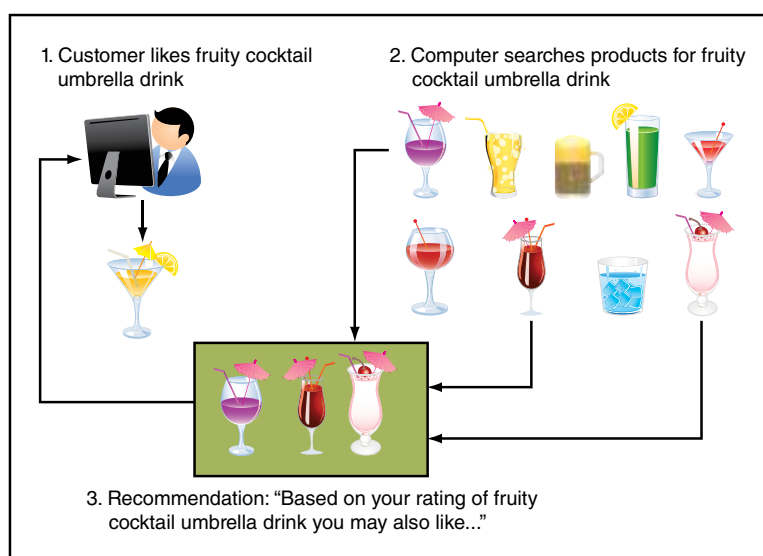 1. Customer likes fruity cocktail
umbrella drink
2. Computer searches products for fruity
cocktail umbrella drink
3. Recommendation: “Based on your rating of fruity
cocktail umbrella drink you may also like...”